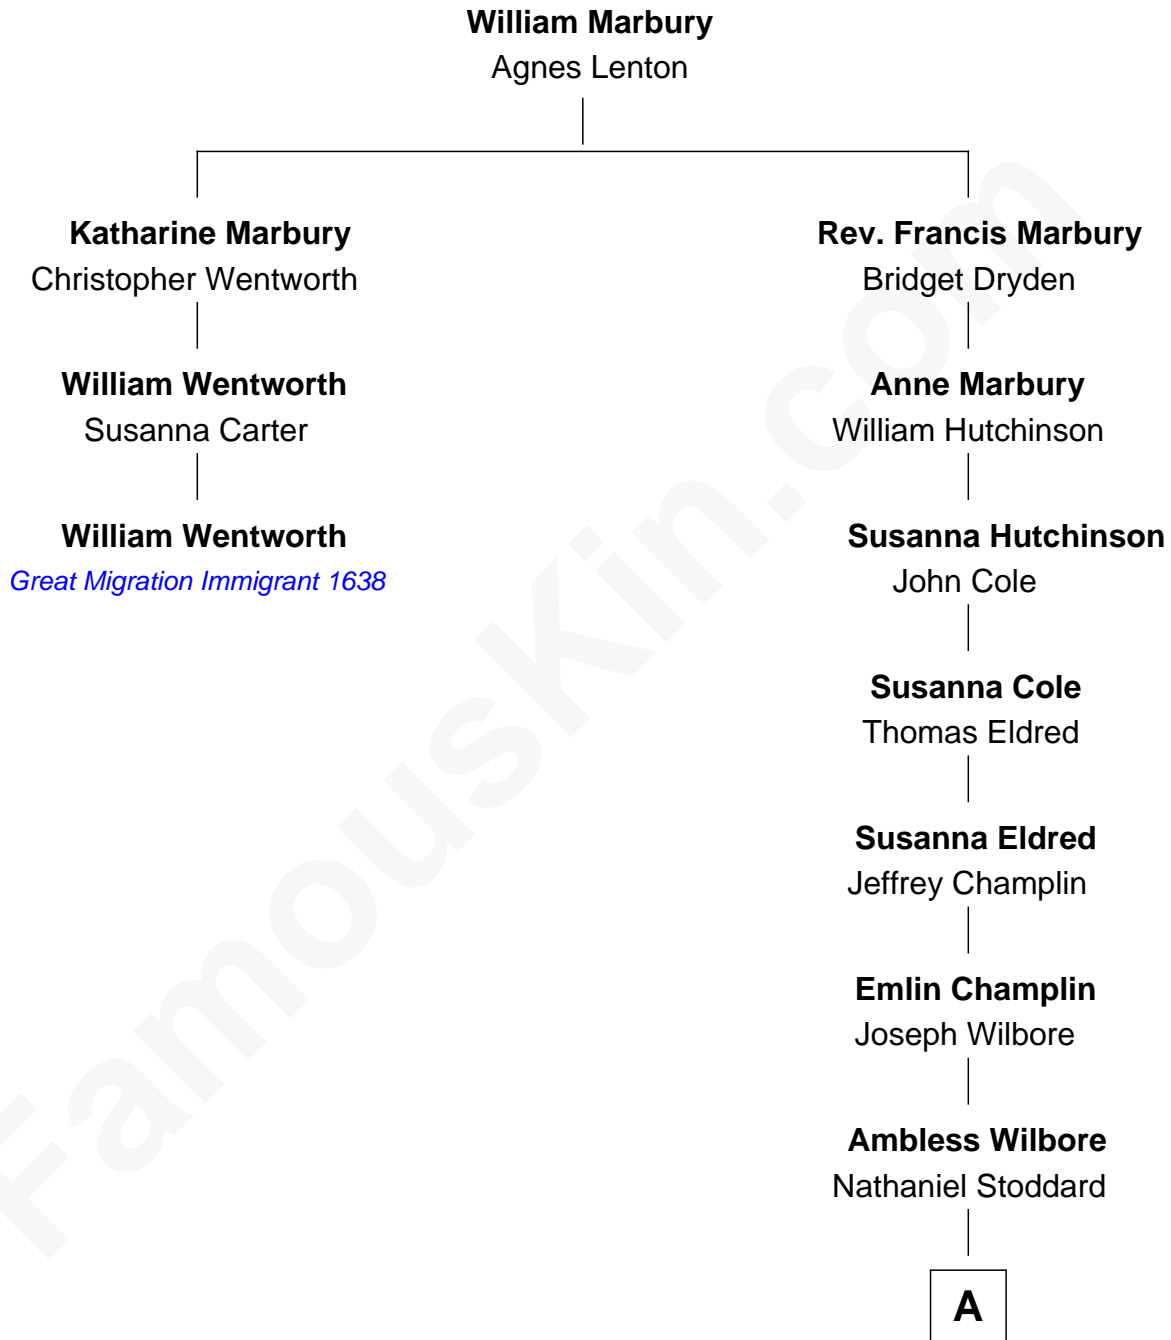 William Marbury
Agnes Lenton
Katharine Marbury
Christopher Wentworth
Rev. Francis Marbury
Bridget Dryden
William Wentworth
Susanna Carter
Anne Marbury
William Hutchinson
William Wentworth
Great Migration Immigrant 1638
Susanna Hutchinson
John Cole
Susanna Cole
Thomas Eldred
Susanna Eldred
Jeffrey Champlin
Emlin Champlin
Joseph Wilbore
Ambless Wilbore
Nathaniel Stoddard
A
FamousKin.com